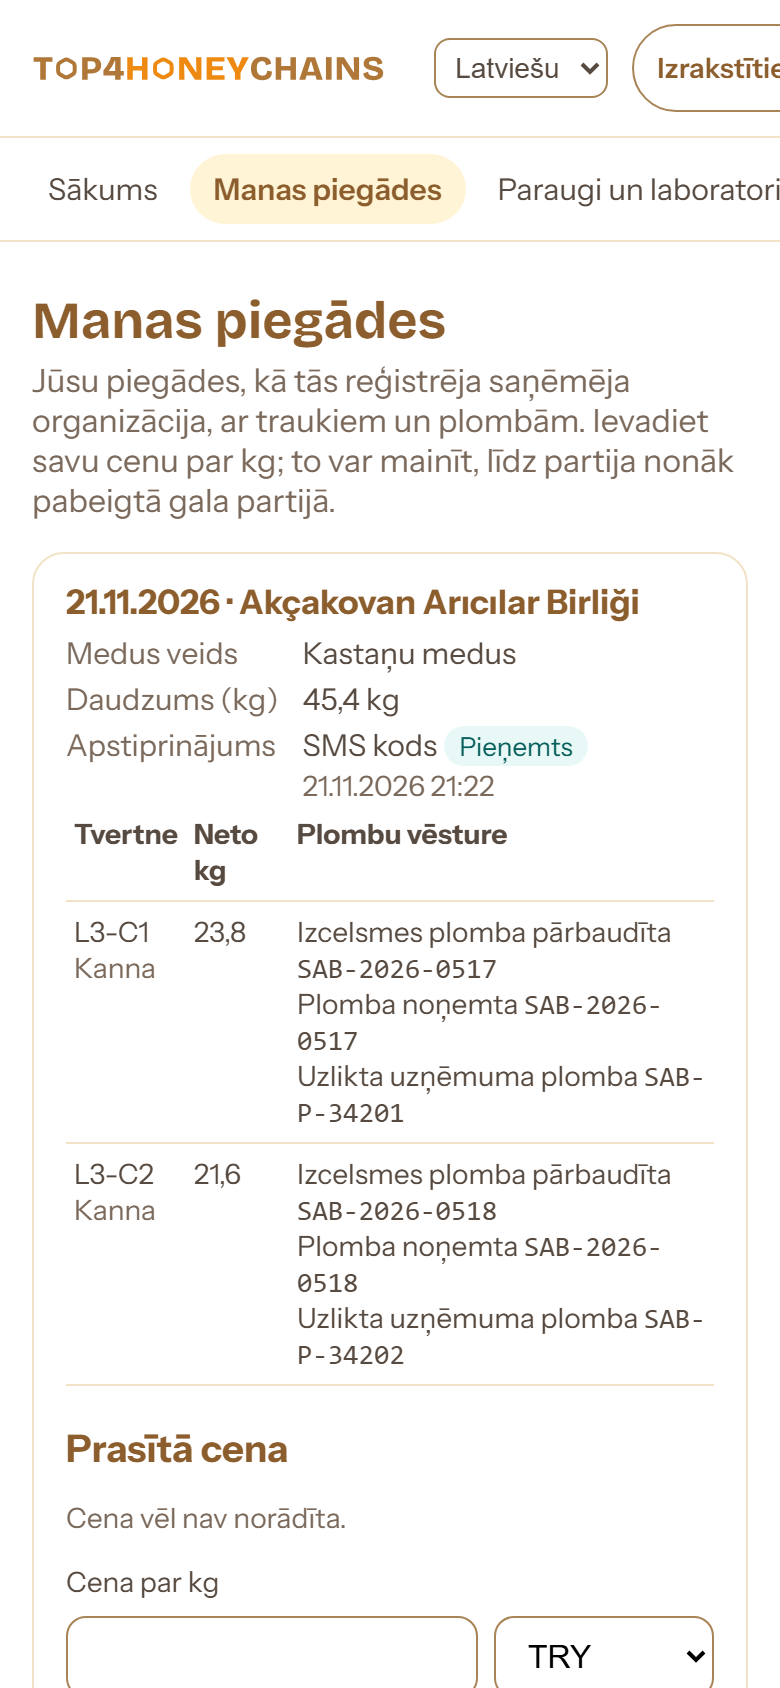 TOP4HONEYCHAINS
Latviešu
Izrakstītie
Sākums
Manas piegādes
Paraugi un laboratori
Manas piegādes
Jūsu piegādes, kā tās reģistrēja saņēmēja
organizācija, ar traukiem un plombām. Ievadiet
savu cenu par kg; to var mainīt, līdz partija nonāk
pabeigtā gala partijā.
21.11.2026 · Akçakovan Arıcılar Birliği
Medus veids Kastaņu medus
Daudzums (kg) 45,4 kg
Apstiprinājums SMS kods Pieņemts
21.11.2026 21:22
Tvertne Neto kg Plombu vēsture
L3-C1 23,8 Izcelsmes plomba pārbaudīta
Kanna SAB-2026-0517
Plomba noņemta SAB-2026-
0517
Uzlikta uzņēmuma plomba SAB-
P-34201
L3-C2 21,6 Izcelsmes plomba pārbaudīta
Kanna SAB-2026-0518
Plomba noņemta SAB-2026-
0518
Uzlikta uzņēmuma plomba SAB-
P-34202
Prasītā cena
Cena vēl nav norādīta.
Cena par kg
TRY